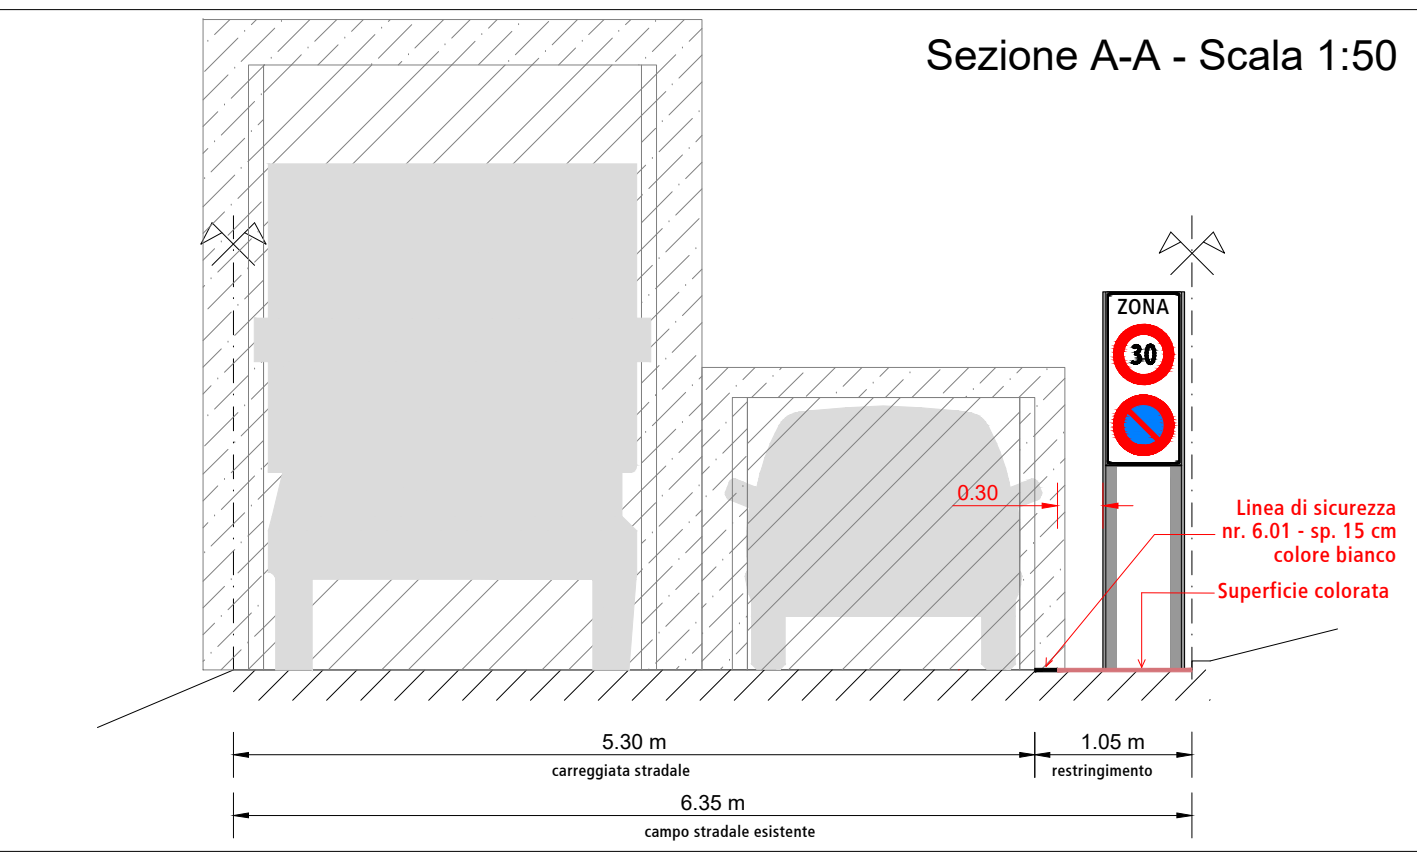 Sezione A-A - Scala 1:50
ZONA
30
0.30
Linea di sicurezza
nr. 6.01 - sp. 15 cm
colore bianco
Superficie colorata
5.30 m
1.05 m
carreggiata stradale
restringimento
6.35 m
campo stradale esistente